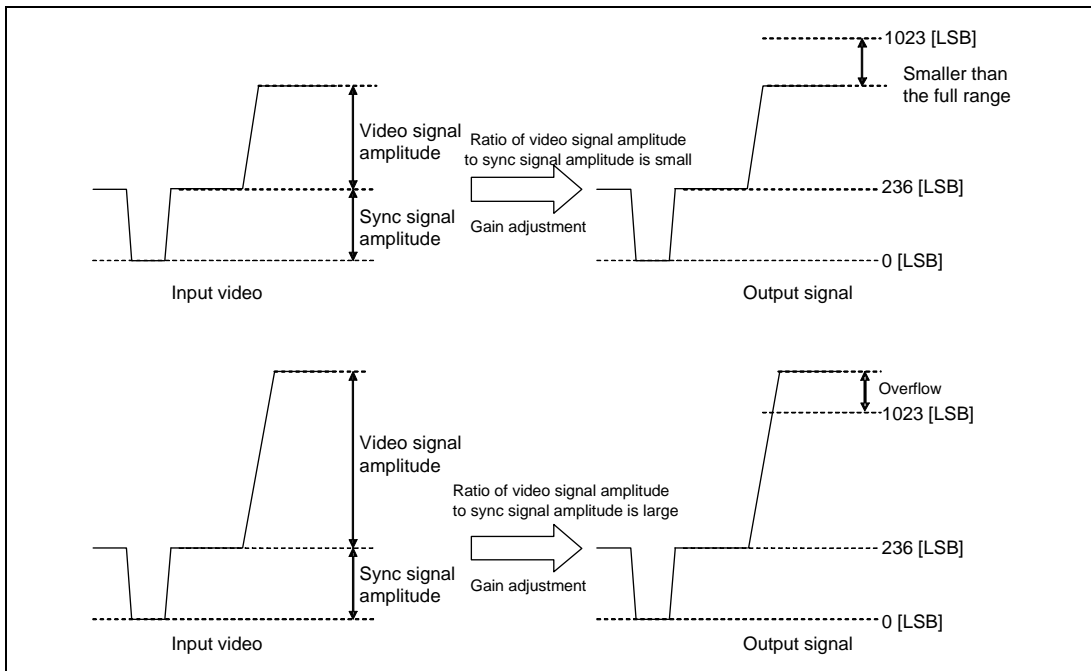 1023 [LSB]
Smaller than
the full range
Video signal
amplitude
Ratio of video signal amplitude
to sync signal amplitude is small
236 [LSB]
Sync signal
amplitude
Gain adjustment
0 [LSB]
Input video
Output signal
Overflow
1023 [LSB]
Video signal
amplitude
Ratio of video signal amplitude
to sync signal amplitude is large
236 [LSB]
Sync signal
amplitude
Gain adjustment
0 [LSB]
Input video
Output signal